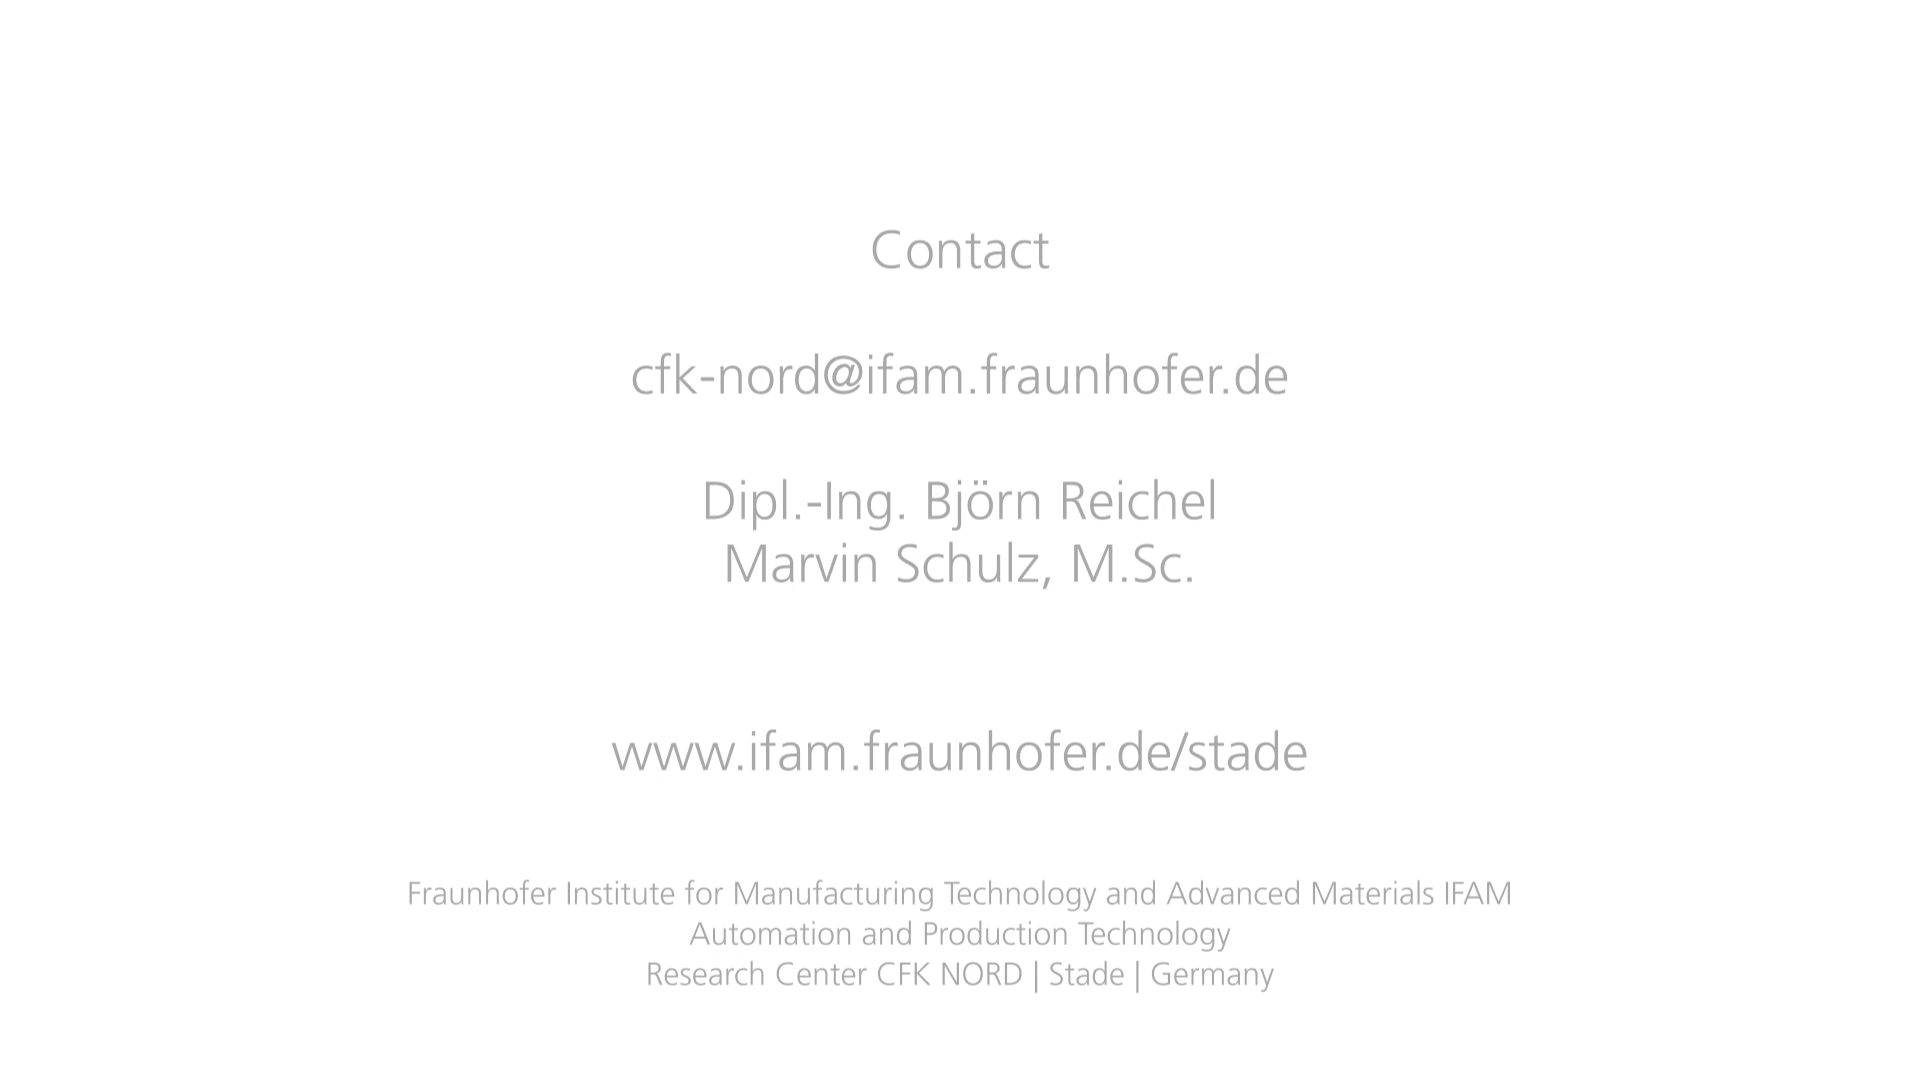 Contact
cfk-nord@ifam.fraunhofer.de
Dipl.-Ing. Björn Reichel
Marvin Schulz, M.Sc.
www.ifam.fraunhofer.de/stade
Fraunhofer Institute for Manufacturing Technology and Advanced Materials IFAM
Automation and Production Technology
Research Center CFK NORD | Stade | Germany